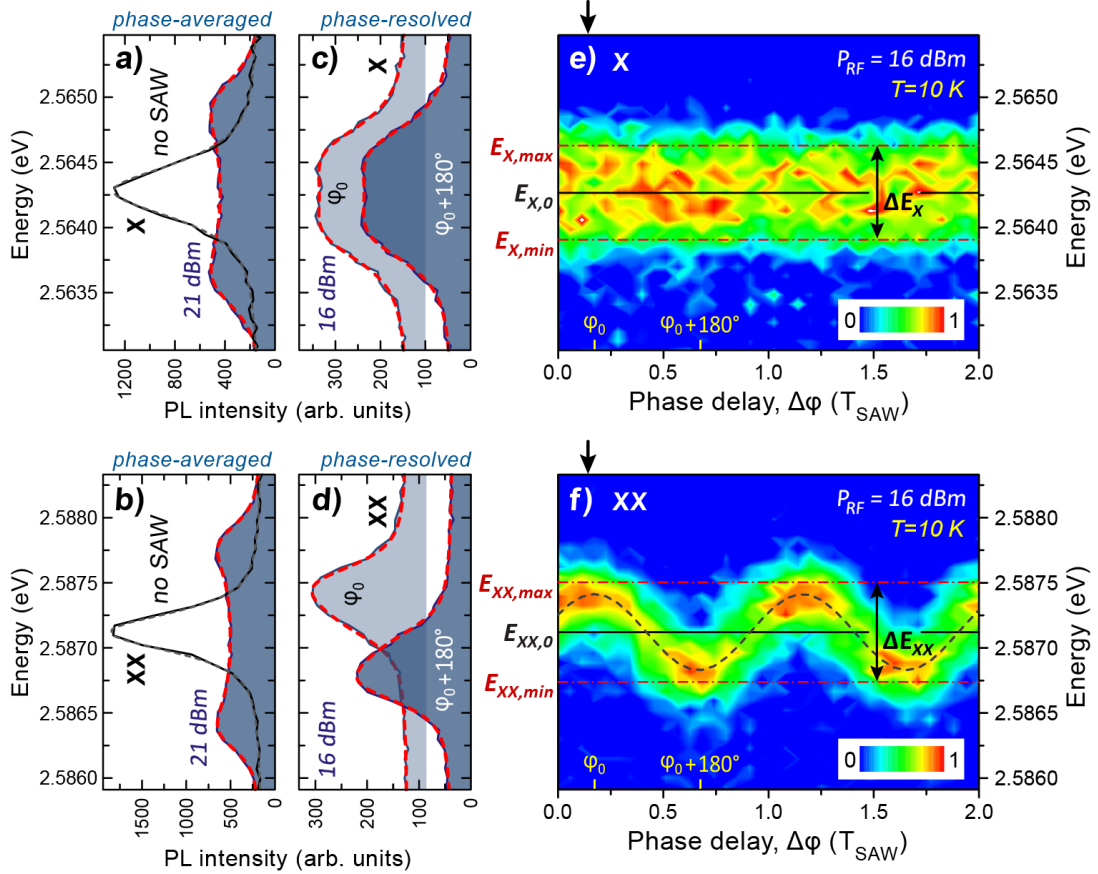 phase-averaged
phase-resolved
a)
no SAW
X
21 dBm
Energy (eV)
2.5650
2.5645
2.5640
2.5635
1200
800
400
0
PL intensity (arb. units)
c)
X
φ0
φ0+180°
16 dBm
300
200
100
0
e) X
PRF = 16 dBm
T=10 K
EX,max
EX,0
EX,min
ΔEX
φ0
φ0+180°
0
1
2.5650
2.5645
2.5640
2.5635
Energy (eV)
0.0
0.5
1.0
1.5
2.0
Phase delay, Δφ (TSAW)
phase-averaged
phase-resolved
b)
no SAW
XX
21 dBm
Energy (eV)
2.5880
2.5875
2.5870
2.5865
2.5860
1500
1000
500
0
PL intensity (arb. units)
d)
XX
φ0
φ0+180°
16 dBm
300
200
100
0
f) XX
PRF = 16 dBm
T=10 K
EXX,max
EXX,0
EXX,min
ΔEXX
φ0
φ0+180°
0
1
2.5880
2.5875
2.5870
2.5865
2.5860
Energy (eV)
0.0
0.5
1.0
1.5
2.0
Phase delay, Δφ (TSAW)